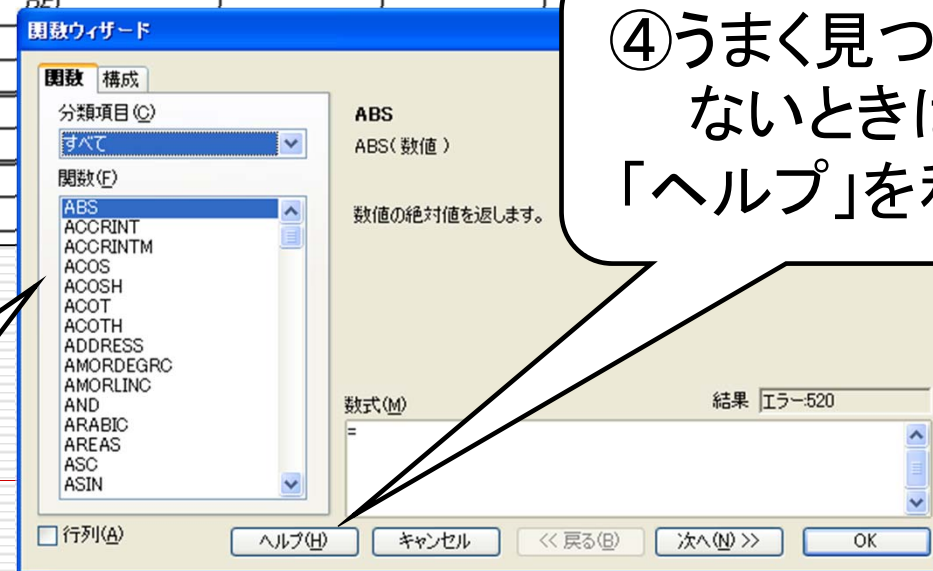 関数ウィザード
④うまく見つ
ないときは
「ヘルプ」を
関数 構成
分類項目(C)
すべて
関数(F)
ABS
ACCRINT
ACCRINTM
ACOS
ACOSH
ACOT
ACOTH
ADDRESS
AMORDEGRC
AMORLINC
AND
ARABIC
AREAS
ASC
ASIN
ABS
ABS( 数値 )
数値の絶対値を返します。
数式(M)
結果 エラー:520
=
行列(A)
ヘルプ(H)
キャンセル
<< 戻る(B)
次へ(N) >>
OK